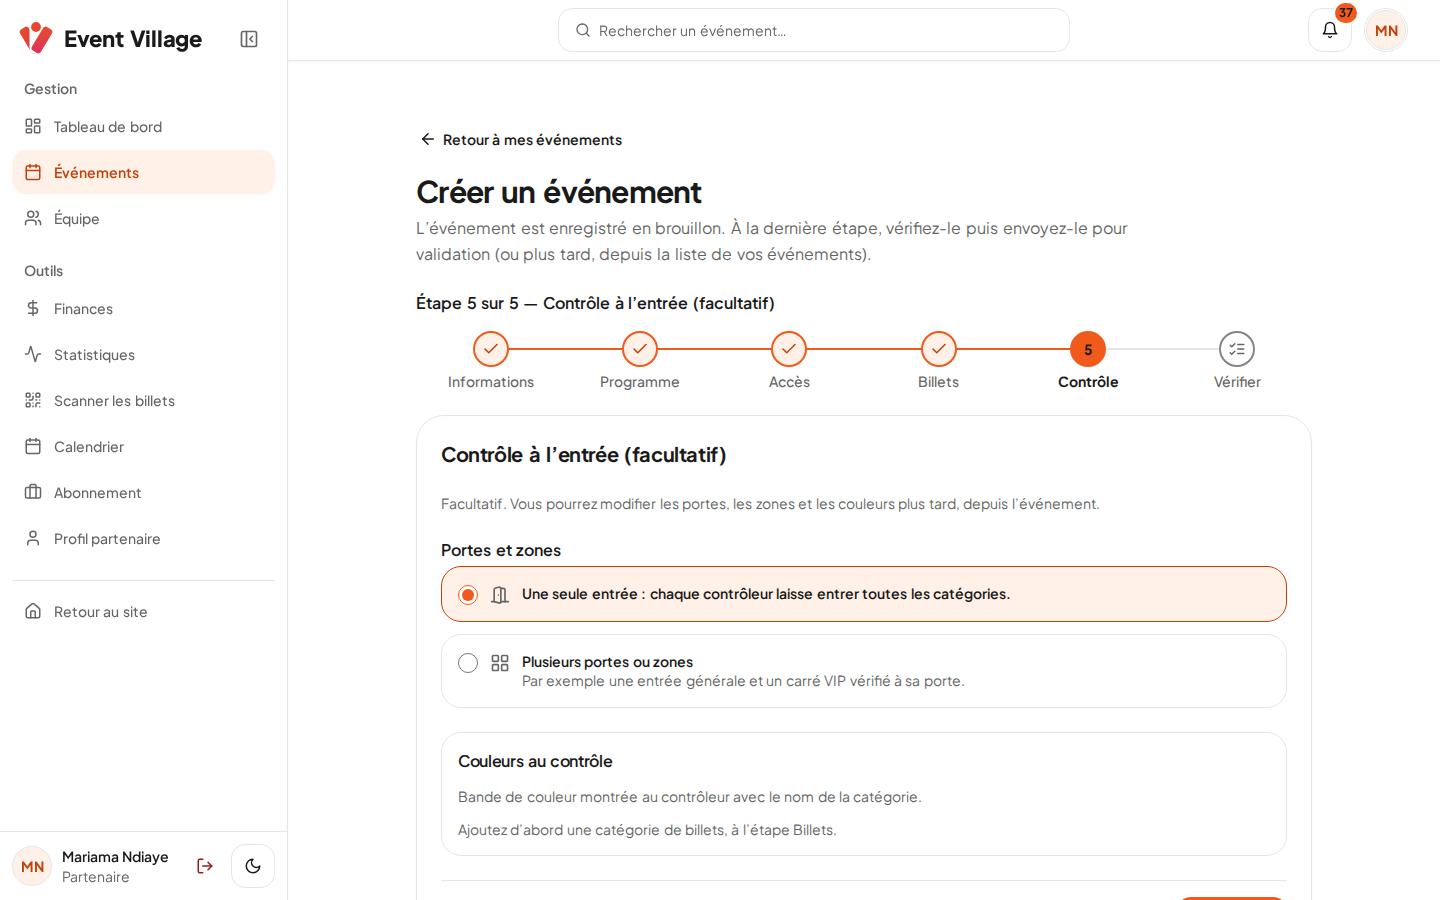 Event Village
Gestion
Tableau de bord
Événements
Équipe
Outils
Finances
Statistiques
Scanner les billets
Calendrier
Abonnement
Profil partenaire
Retour au site
MN
Mariama Ndiaye
Partenaire
Rechercher un événement...
37
MN
Retour à mes événements
Créer un événement
L’événement est enregistré en brouillon. À la dernière étape, vérifiez-le puis envoyez-le pour
validation (ou plus tard, depuis la liste de vos événements).
Étape 5 sur 5 — Contrôle à l’entrée (facultatif)
5
Informations
Programme
Accès
Billets
Contrôle
Vérifier
Contrôle à l’entrée (facultatif)
Facultatif. Vous pourrez modifier les portes, les zones et les couleurs plus tard, depuis l’événement.
Portes et zones
Une seule entrée : chaque contrôleur laisse entrer toutes les catégories.
Plusieurs portes ou zones
Par exemple une entrée générale et un carré VIP vérifié à sa porte.
Couleurs au contrôle
Bande de couleur montrée au contrôleur avec le nom de la catégorie.
Ajoutez d’abord une catégorie de billets, à l’étape Billets.